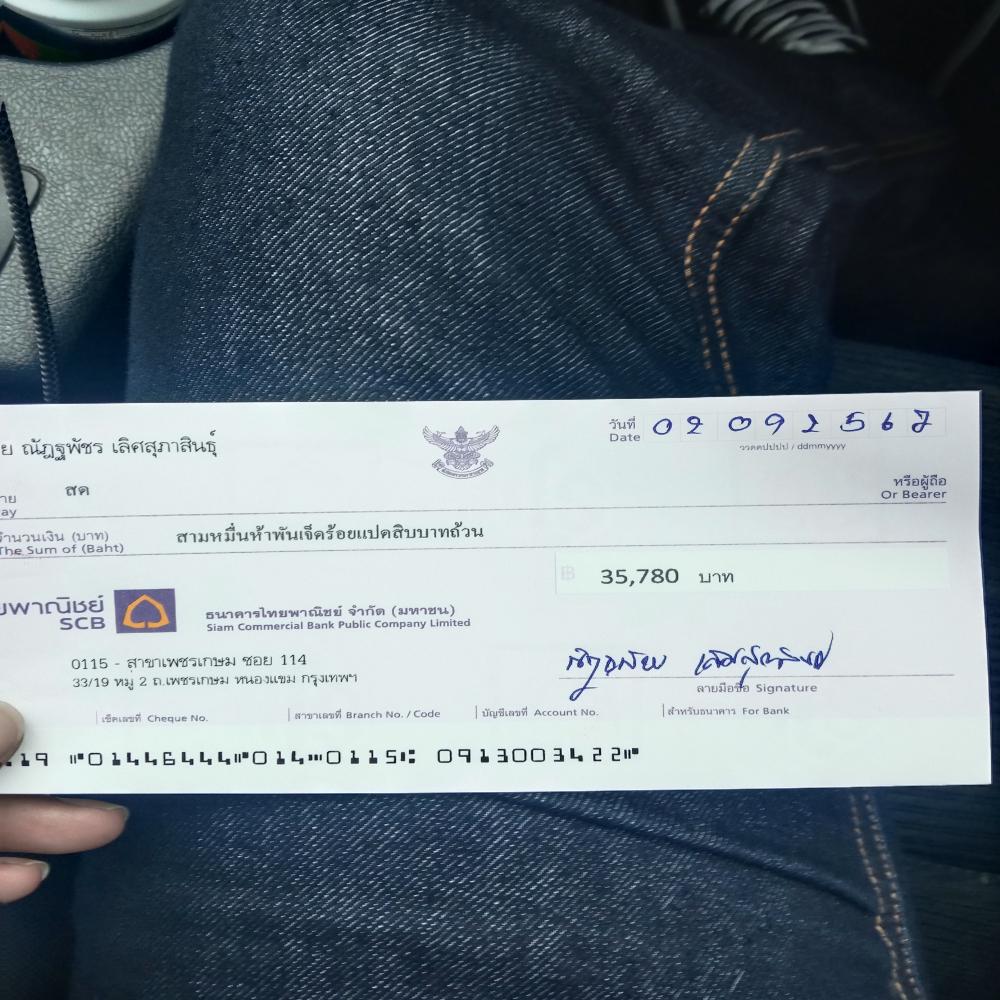 ย ณัฏฐพัชร เลิศสุภาสินธุ์
วันที่ 02092567
Date
ววดดปปปป / ddmmyyyy
าย สด
ay
หรือผู้ถือ
Or Bearer
จำนวนเงิน (บาท) สามหมื่นห้าพันเจ็ดร้อยแปดสิบบาทถ้วน
The Sum of (Baht)
฿ 35,780 บาท
ยพาณิชย์
SCB
ธนาคารไทยพาณิชย์ จำกัด (มหาชน)
Siam Commercial Bank Public Company Limited
0115 - สาขาเพชรเกษม ซอย 114
33/19 หมู่ 2 ถ.เพชรเกษม หนองแขม กรุงเทพฯ
ลายมือชื่อ Signature
เช็คเลขที่ Cheque No. สาขาเลขที่ Branch No. / Code บัญชีเลขที่ Account No. สำหรับธนาคาร For Bank
19 ⑈01446444⑈014⑉0115⑆ 0913003422⑈